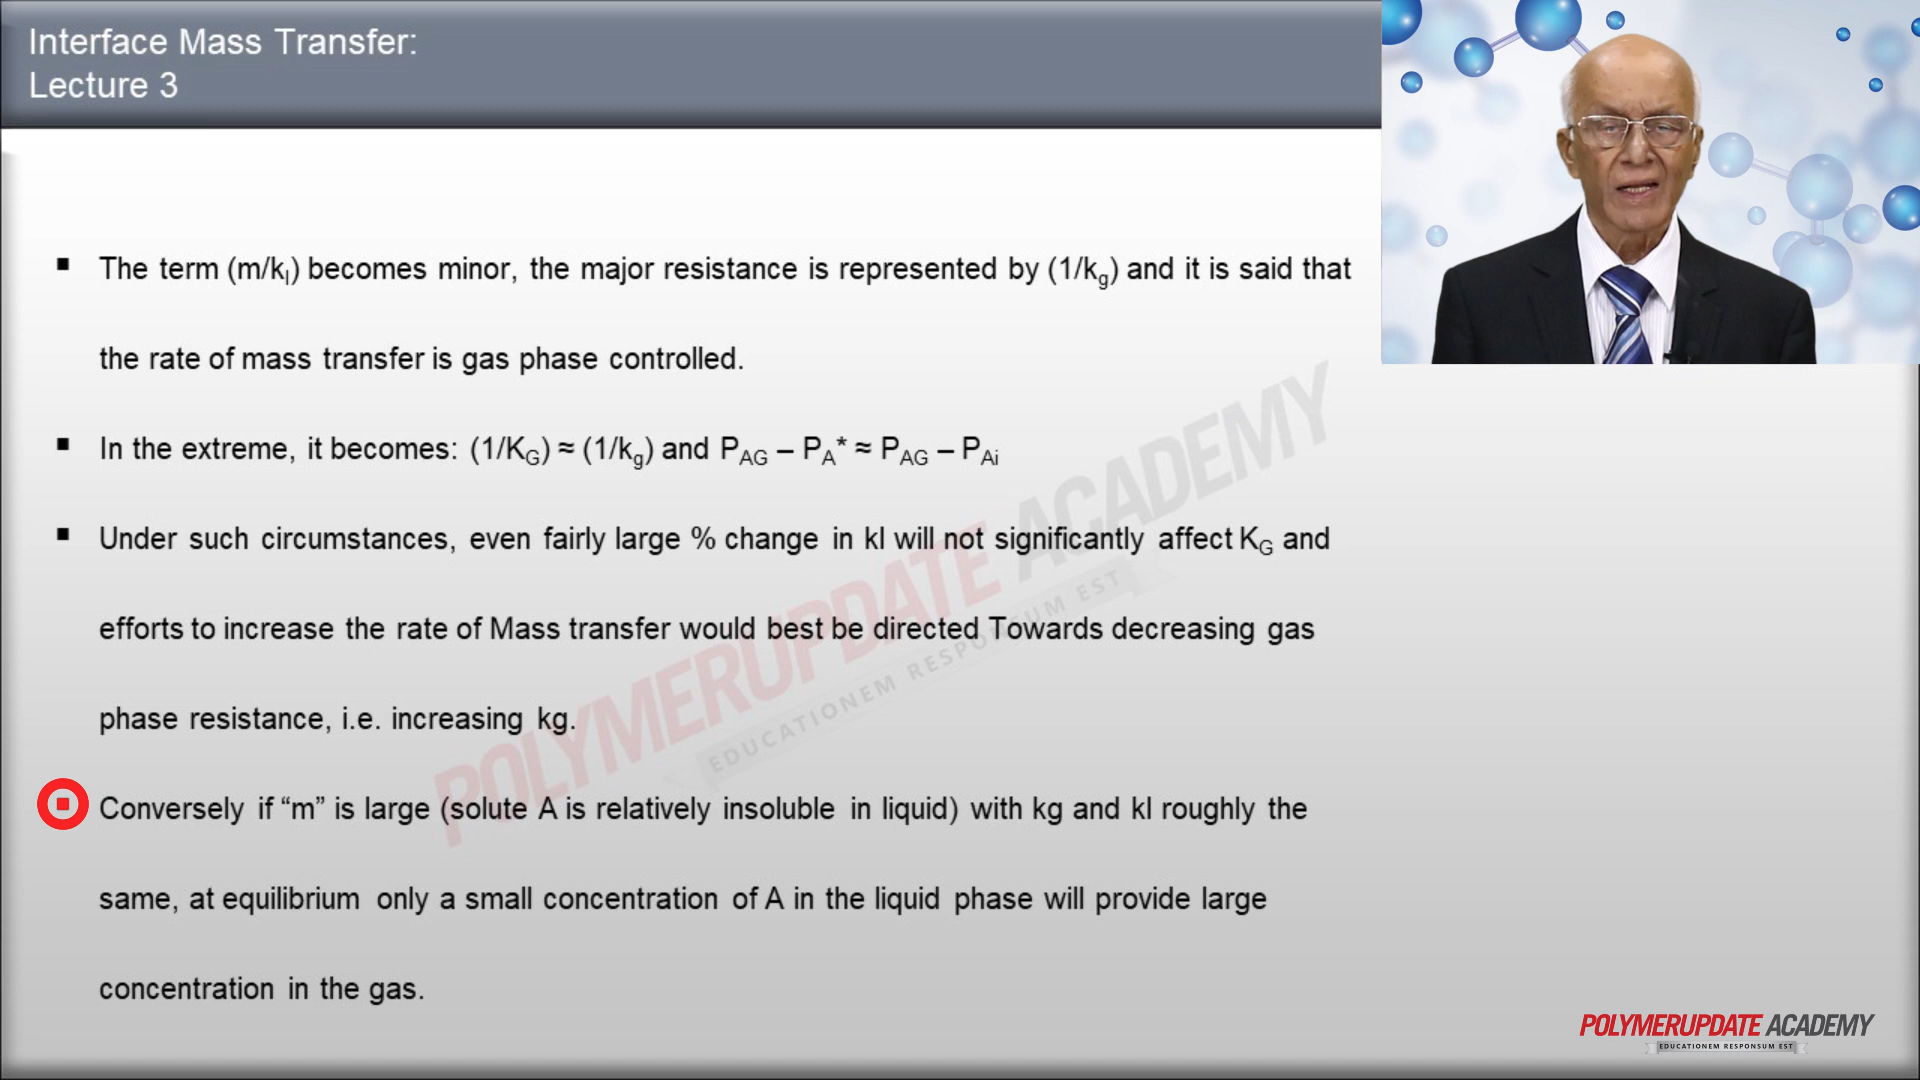 Interface Mass Transfer:
Lecture 3
The term (m/kl) becomes minor, the major resistance is represented by (1/kg) and it is said that
the rate of mass transfer is gas phase controlled.
In the extreme, it becomes: (1/KG) ≈ (1/kg) and PAG – PA* ≈ PAG – PAi
Under such circumstances, even fairly large % change in kl will not significantly affect KG and
efforts to increase the rate of Mass transfer would best be directed Towards decreasing gas
phase resistance, i.e. increasing kg.
Conversely if “m” is large (solute A is relatively insoluble in liquid) with kg and kl roughly the
same, at equilibrium only a small concentration of A in the liquid phase will provide large
concentration in the gas.
POLYMERUPDATE ACADEMY
EDUCATIONEM RESPONSUM EST
POLYMERUPDATE ACADEMY
EDUCATIONEM RESPONSUM EST